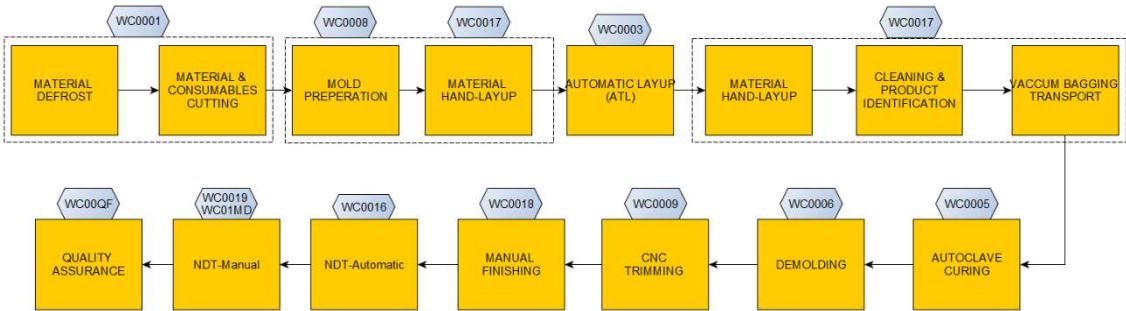 WC0001
WC0008
WC0017
WC0003
WC0017
MATERIAL
DEFROST
MATERIAL &
CONSUMABLES
CUTTING
MOLD
PREPERATION
MATERIAL
HAND-LAYUP
AUTOMATIC LAYUP
(ATL)
MATERIAL
HAND-LAYUP
CLEANING &
PRODUCT
IDENTIFICATION
VACCUM BAGGING
TRANSPORT
WC00QF
WC0019
WC01MD
WC0016
WC0018
WC0009
WC0006
WC0005
QUALITY
ASSURANCE
NDT-Manual
NDT-Automatic
MANUAL
FINISHING
CNC
TRIMMING
DEMOLDING
AUTOCLAVE
CURING